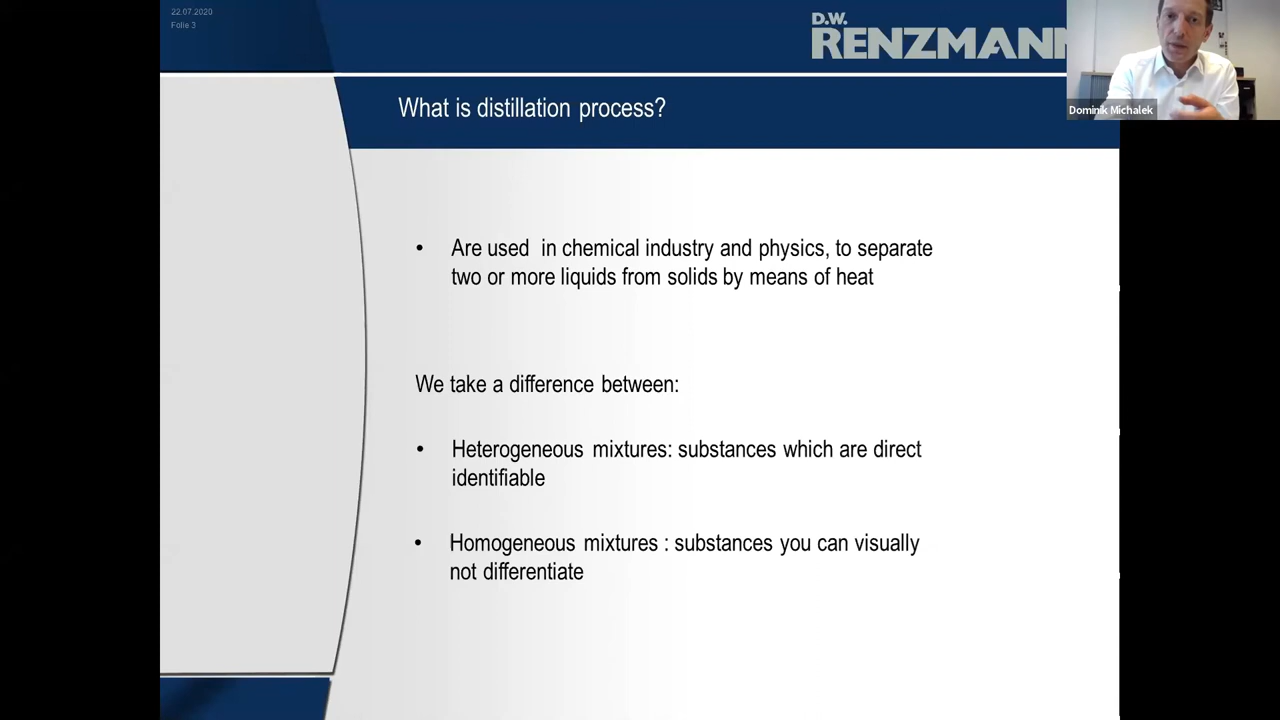 22.07.2020
Folie 3
D.W.
RENZMANN
Dominik Michalek
What is distillation process?
• Are used in chemical industry and physics, to separate
two or more liquids from solids by means of heat
We take a difference between:
• Heterogeneous mixtures: substances which are direct
identifiable
• Homogeneous mixtures : substances you can visually
not differentiate